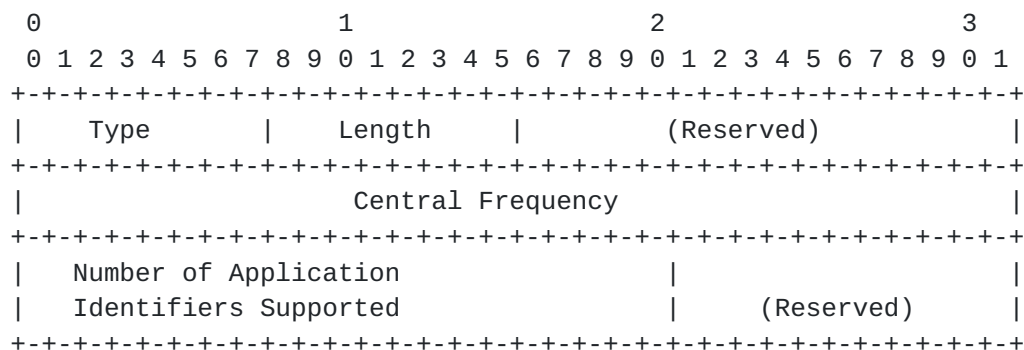 0                   1                   2                   3
 0 1 2 3 4 5 6 7 8 9 0 1 2 3 4 5 6 7 8 9 0 1 2 3 4 5 6 7 8 9 0 1
+-+-+-+-+-+-+-+-+-+-+-+-+-+-+-+-+-+-+-+-+-+-+-+-+-+-+-+-+-+-+-+-+
|    Type       |    Length     |         (Reserved)            |
+-+-+-+-+-+-+-+-+-+-+-+-+-+-+-+-+-+-+-+-+-+-+-+-+-+-+-+-+-+-+-+-+
|                     Central Frequency                         |
+-+-+-+-+-+-+-+-+-+-+-+-+-+-+-+-+-+-+-+-+-+-+-+-+-+-+-+-+-+-+-+-+
|   Number of Application                 |                     |
|   Identifiers Supported                 |     (Reserved)      |
+-+-+-+-+-+-+-+-+-+-+-+-+-+-+-+-+-+-+-+-+-+-+-+-+-+-+-+-+-+-+-+-+